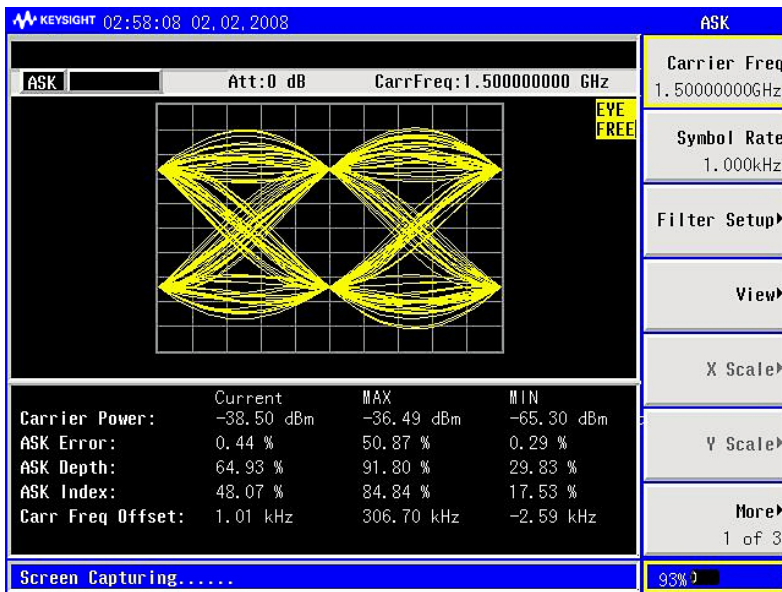 KEYSIGHT 02:58:08 02,02,2008
ASK
ASK Att:0 dB CarrFreq:1.500000000 GHz
EYE
FREE
Current MAX MIN
Carrier Power: -38.50 dBm -36.49 dBm -65.30 dBm
ASK Error: 0.44 % 50.87 % 0.29 %
ASK Depth: 64.93 % 91.80 % 29.83 %
ASK Index: 48.07 % 84.84 % 17.53 %
Carr Freq Offset: 1.01 kHz 306.70 kHz -2.59 kHz
Screen Capturing......
Carrier Freq
1.50000000GHz
Symbol Rate
1.000kHz
Filter Setup
View
X Scale
Y Scale
More
1 of 3
93%